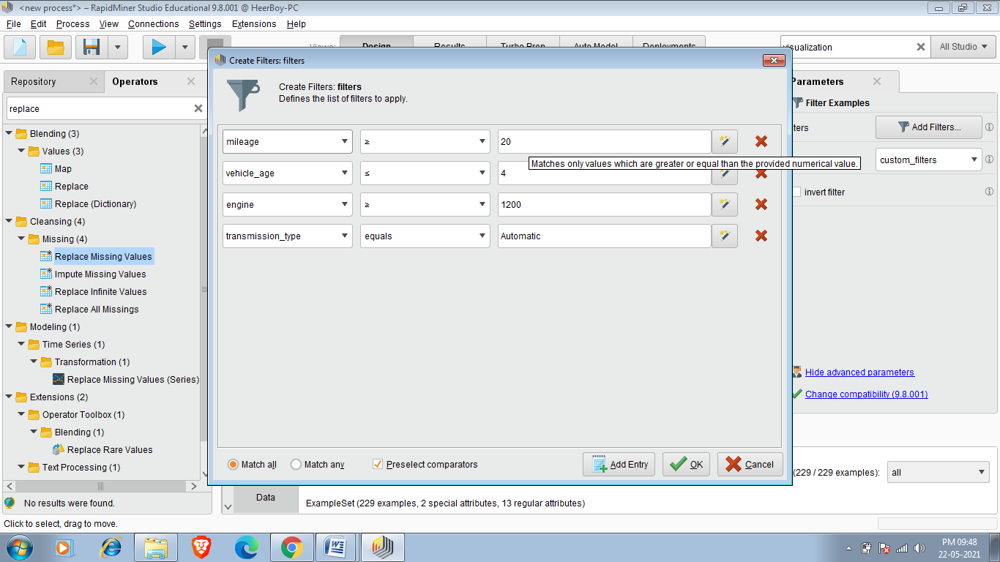 <new process*> – RapidMiner Studio Educational 9.8.001 @ HeerBoy-PC
File Edit Process View Connections Settings Extensions Help
Views: Design Results Turbo Prep Auto Model Deployments
visualization
All Studio
Repository
Operators
replace
Blending (3)
Values (3)
Map
Replace
Replace (Dictionary)
Cleansing (4)
Missing (4)
Replace Missing Values
Impute Missing Values
Replace Infinite Values
Replace All Missings
Modeling (1)
Time Series (1)
Transformation (1)
Replace Missing Values (Series)
Extensions (2)
Operator Toolbox (1)
Blending (1)
Replace Rare Values
Text Processing (1)
No results were found.
Create Filters: filters
Create Filters: filters
Defines the list of filters to apply.
mileage ≥ 20
Matches only values which are greater or equal than the provided numerical value.
vehicle_age ≤ 4
engine ≥ 1200
transmission_type equals Automatic
Match all
Match any
Preselect comparators
Add Entry
OK
Cancel
Parameters
Filter Examples
Add Filters...
custom_filters
invert filter
Hide advanced parameters
Change compatibility (9.8.001)
(229 / 229 examples): all
Data
ExampleSet (229 examples, 2 special attributes, 13 regular attributes)
Click to select, drag to move.
PM 09:48
22-05-2021